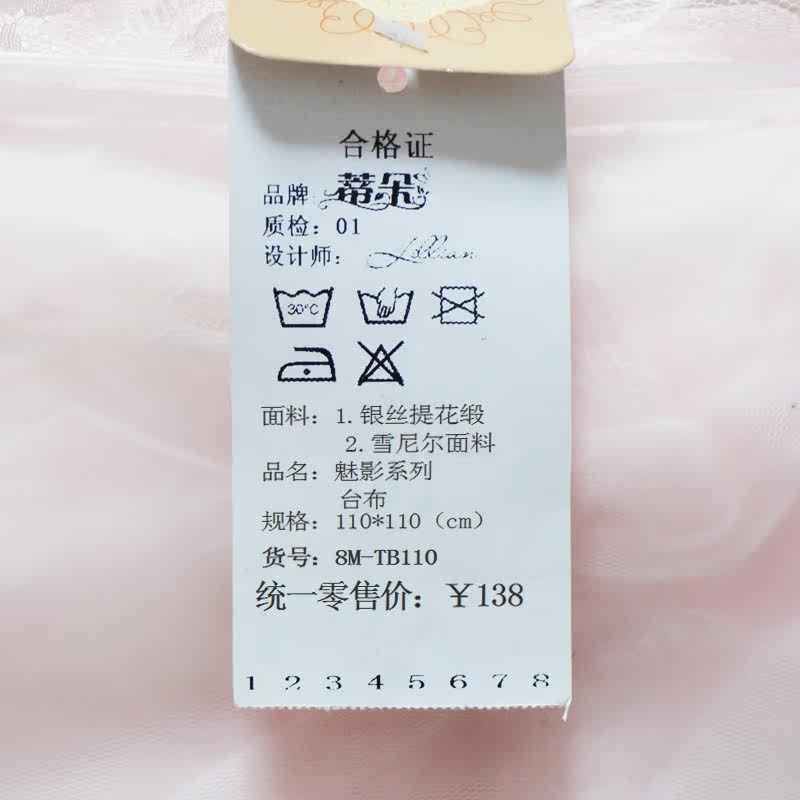 合格证
品牌 蒂朵
质检：01
设计师：Lillian
30°C
面料：1.银丝提花缎
2.雪尼尔面料
品名：魅影系列
台布
规格：110*110（cm）
货号：8M-TB110
统一零售价：￥138
1 2 3 4 5 6 7 8